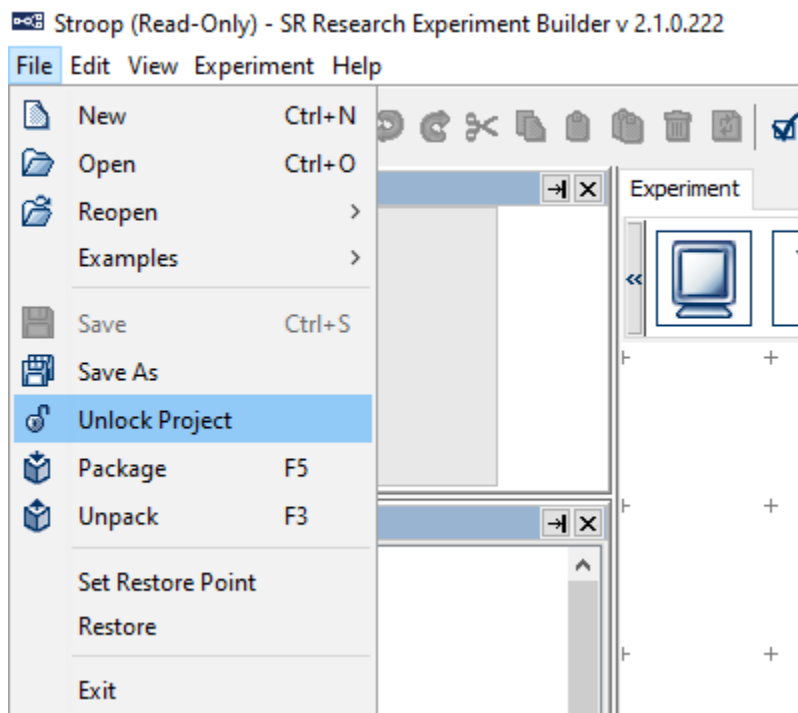 Stroop (Read-Only) - SR Research Experiment Builder v 2.1.0.222
File Edit View Experiment Help
New Ctrl+N
Open Ctrl+O
Reopen
Examples
Save Ctrl+S
Save As
Unlock Project
Package F5
Unpack F3
Set Restore Point
Restore
Exit
Experiment